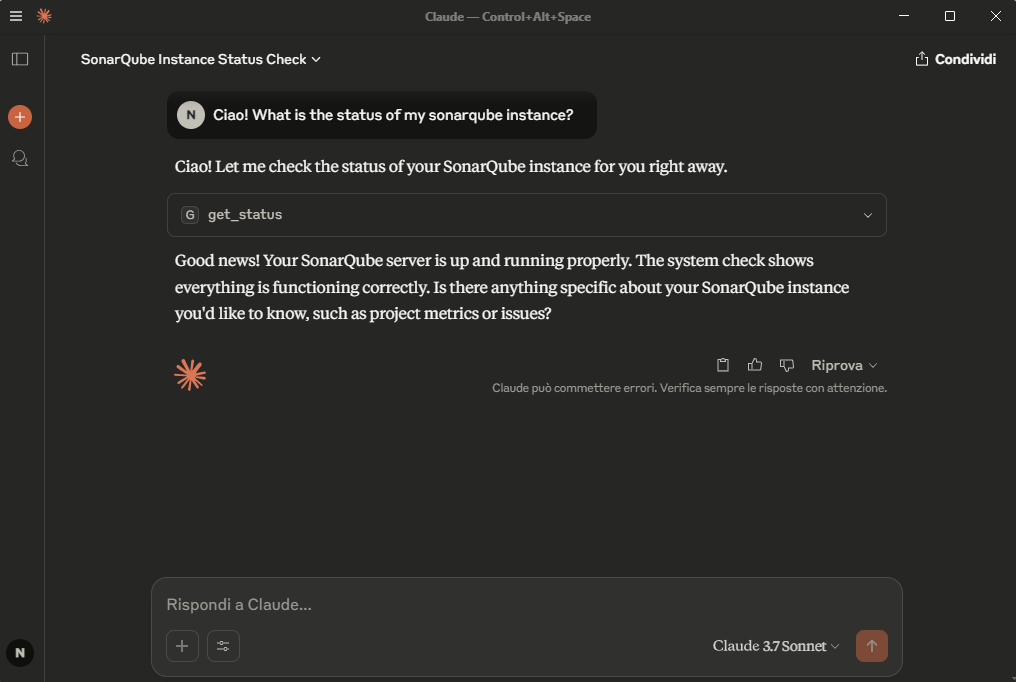 Claude — Control+Alt+Space
SonarQube Instance Status Check
Condividi
N
Ciao! What is the status of my sonarqube instance?
Ciao! Let me check the status of your SonarQube instance for you right away.
G
get_status
Good news! Your SonarQube server is up and running properly. The system check shows
everything is functioning correctly. Is there anything specific about your SonarQube instance
you'd like to know, such as project metrics or issues?
Riprova
Claude può commettere errori. Verifica sempre le risposte con attenzione.
Rispondi a Claude...
Claude 3.7 Sonnet
N